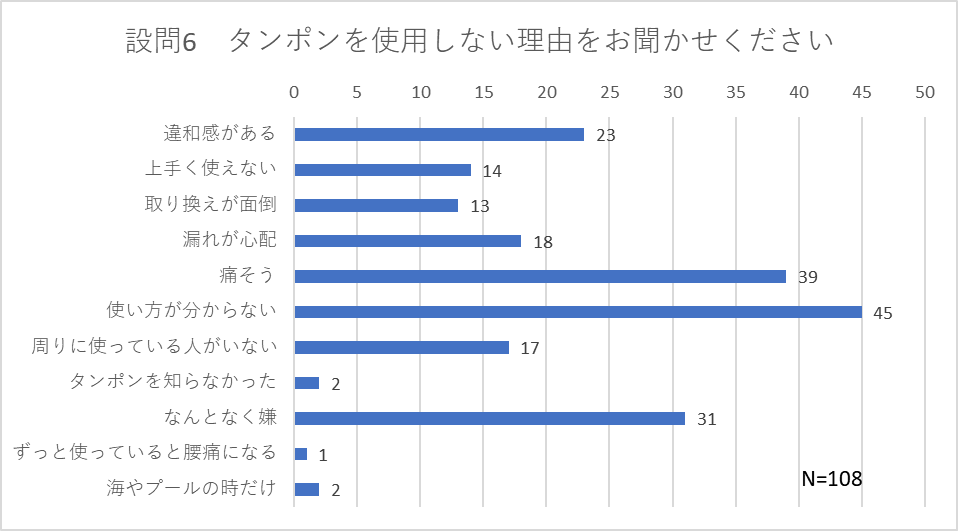 設問6　タンポンを使用しない理由をお聞かせください
0 5 10 15 20 25 30 35 40 45 50
違和感がある 23
上手く使えない 14
取り換えが面倒 13
漏れが心配 18
痛そう 39
使い方が分からない 45
周りに使っている人がいない 17
タンポンを知らなかった 2
なんとなく嫌 31
ずっと使っていると腰痛になる 1
海やプールの時だけ 2
N=108